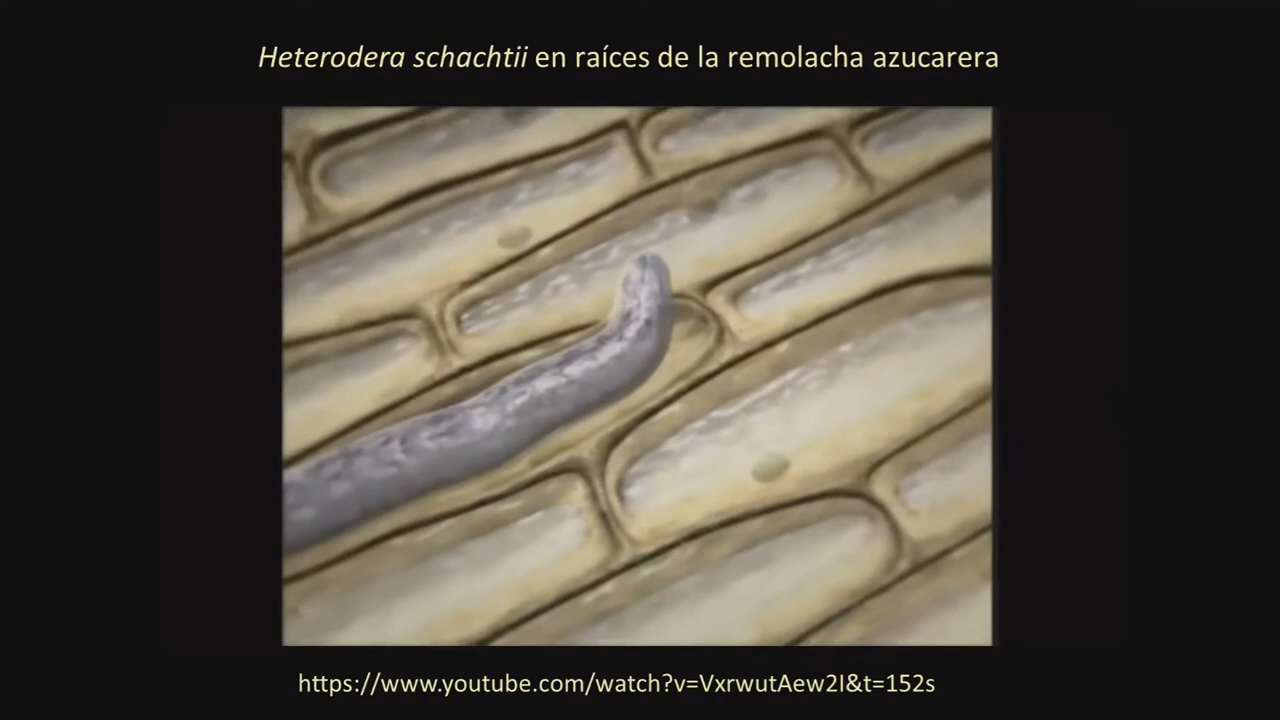 Heterodera schachtii en raíces de la remolacha azucarera
https://www.youtube.com/watch?v=VxrwutAew2I&t=152s